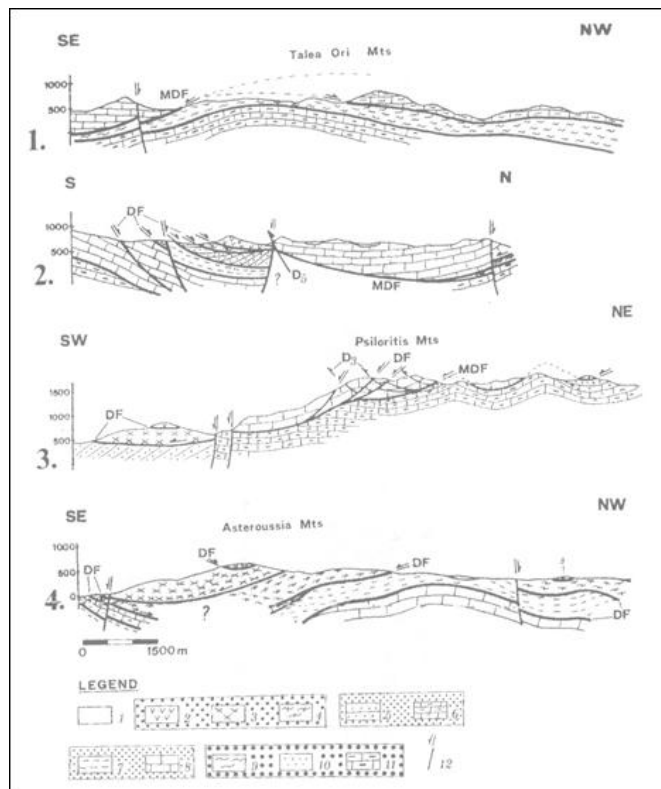 SE NW
Talea Ori Mts
1000
500
MDF
1.
S N
DF
1000
500
2.
? D5
MDF
SW NE
Psiloritis Mts
D3 DF
MDF
1500
1000
500
DF
3.
SE NW
Asteroussia Mts
1000
500
0
DF
DF
DF
DF
4.
?
0 1500 m
LEGEND
1 2 3 4 5 6
7 8 9 10 11 12